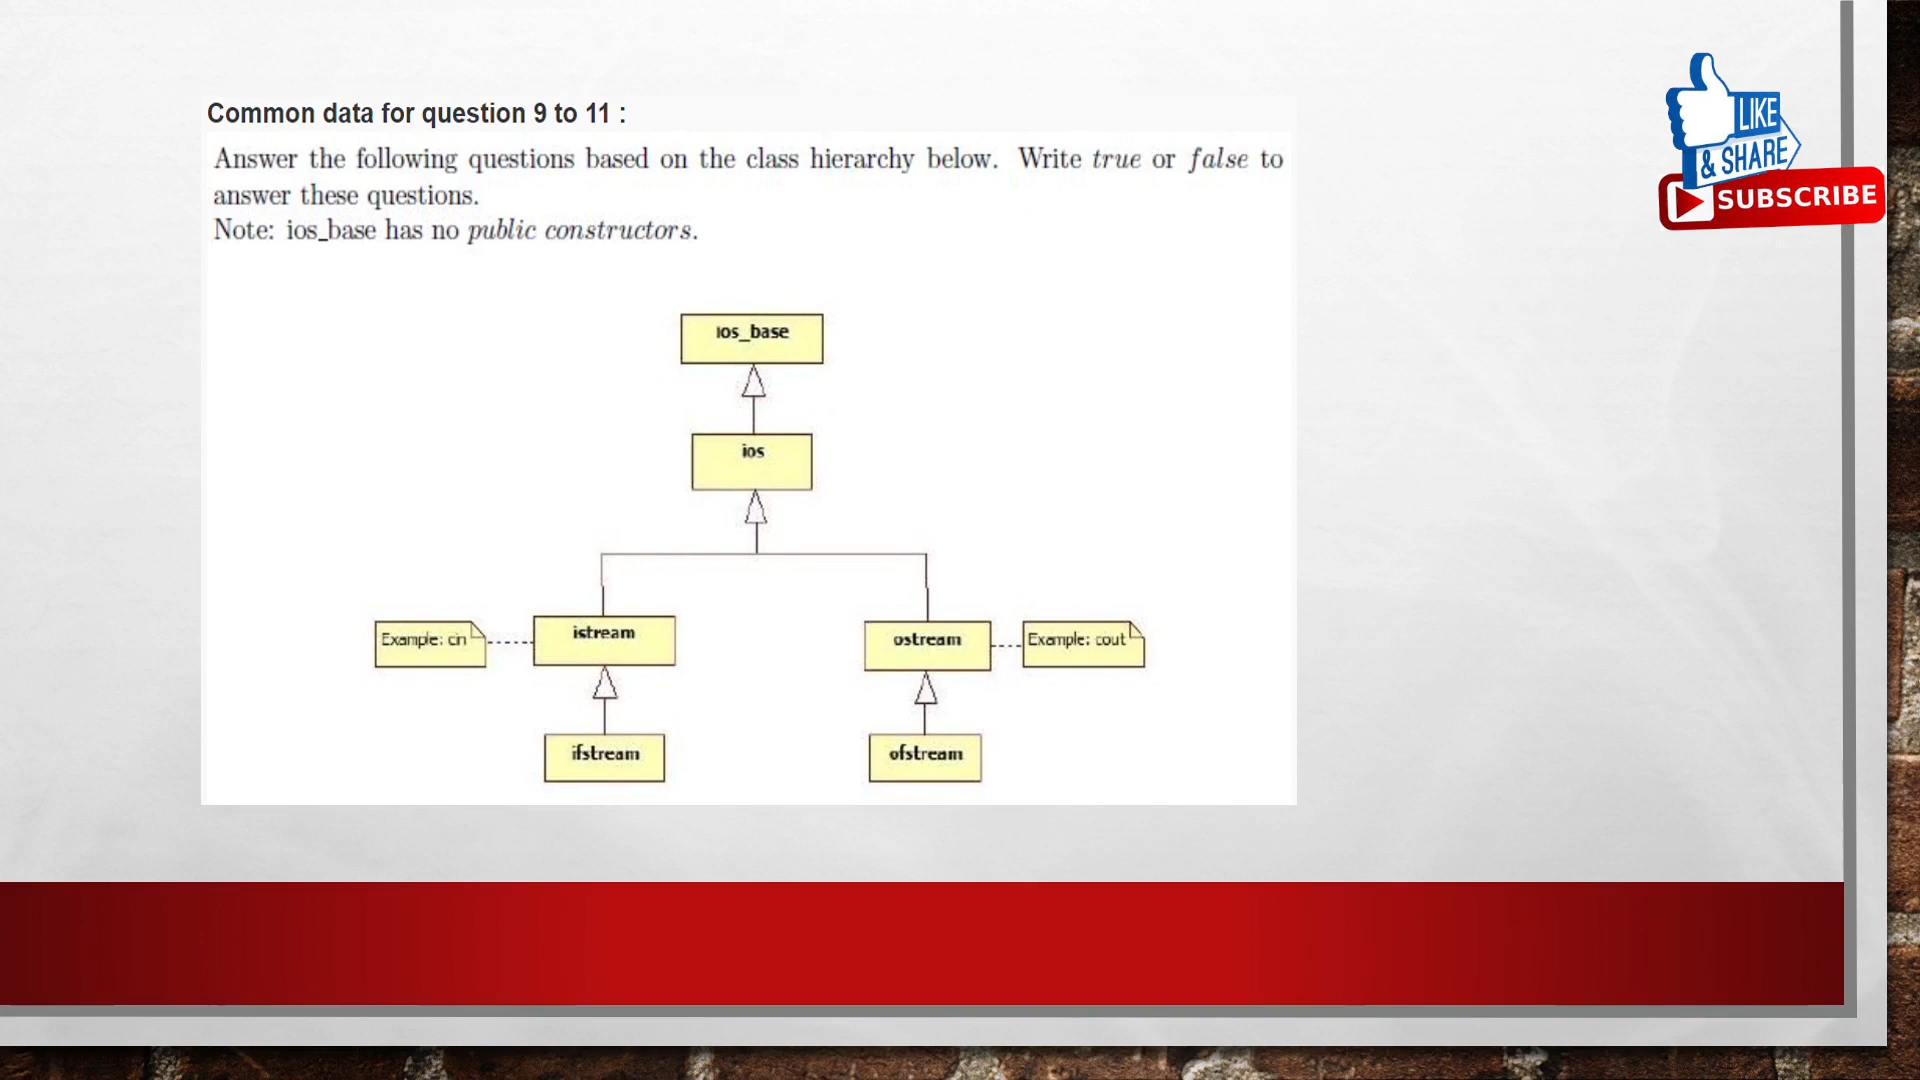 Common data for question 9 to 11 :
Answer the following questions based on the class hierarchy below. Write true or false to
answer these questions.
Note: ios_base has no public constructors.
ios_base
ios
Example: cin
istream
ostream
Example: cout
ifstream
ofstream
LIKE
& SHARE
SUBSCRIBE